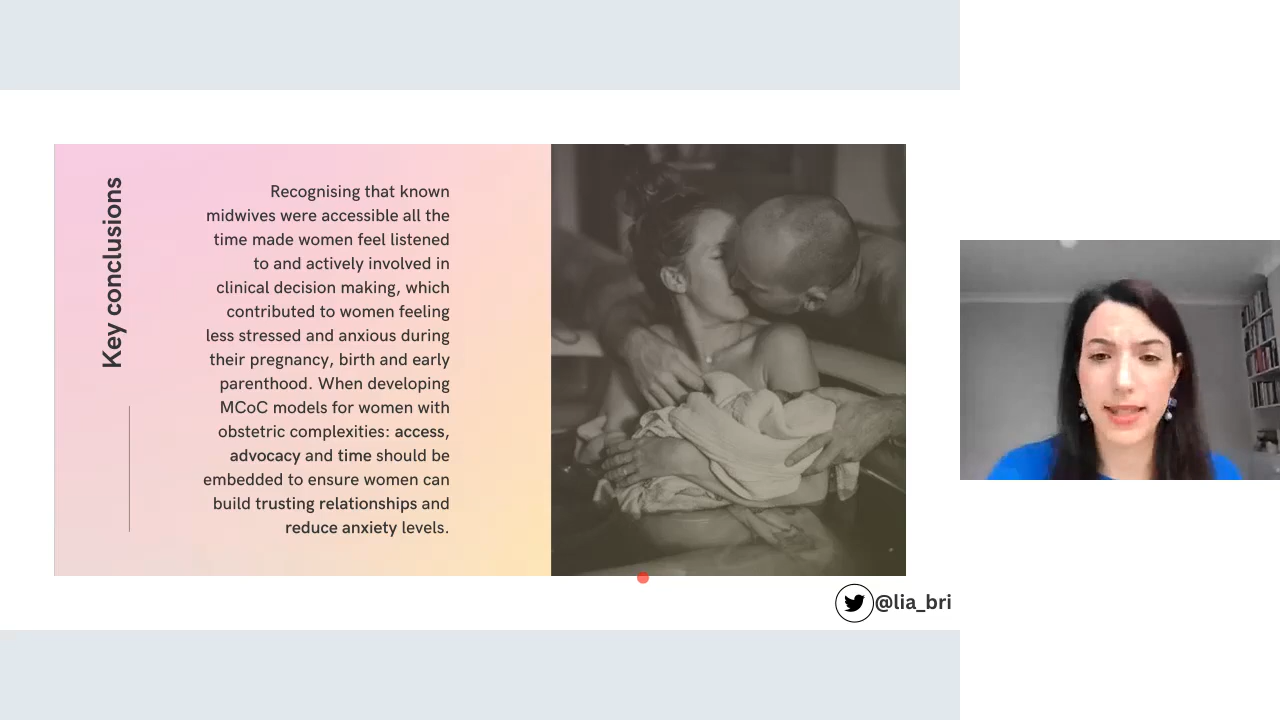 Key conclusions
Recognising that known
midwives were accessible all the
time made women feel listened
to and actively involved in
clinical decision making, which
contributed to women feeling
less stressed and anxious during
their pregnancy, birth and early
parenthood. When developing
MCoC models for women with
obstetric complexities: access,
advocacy and time should be
embedded to ensure women can
build trusting relationships and
reduce anxiety levels.
@lia_bri